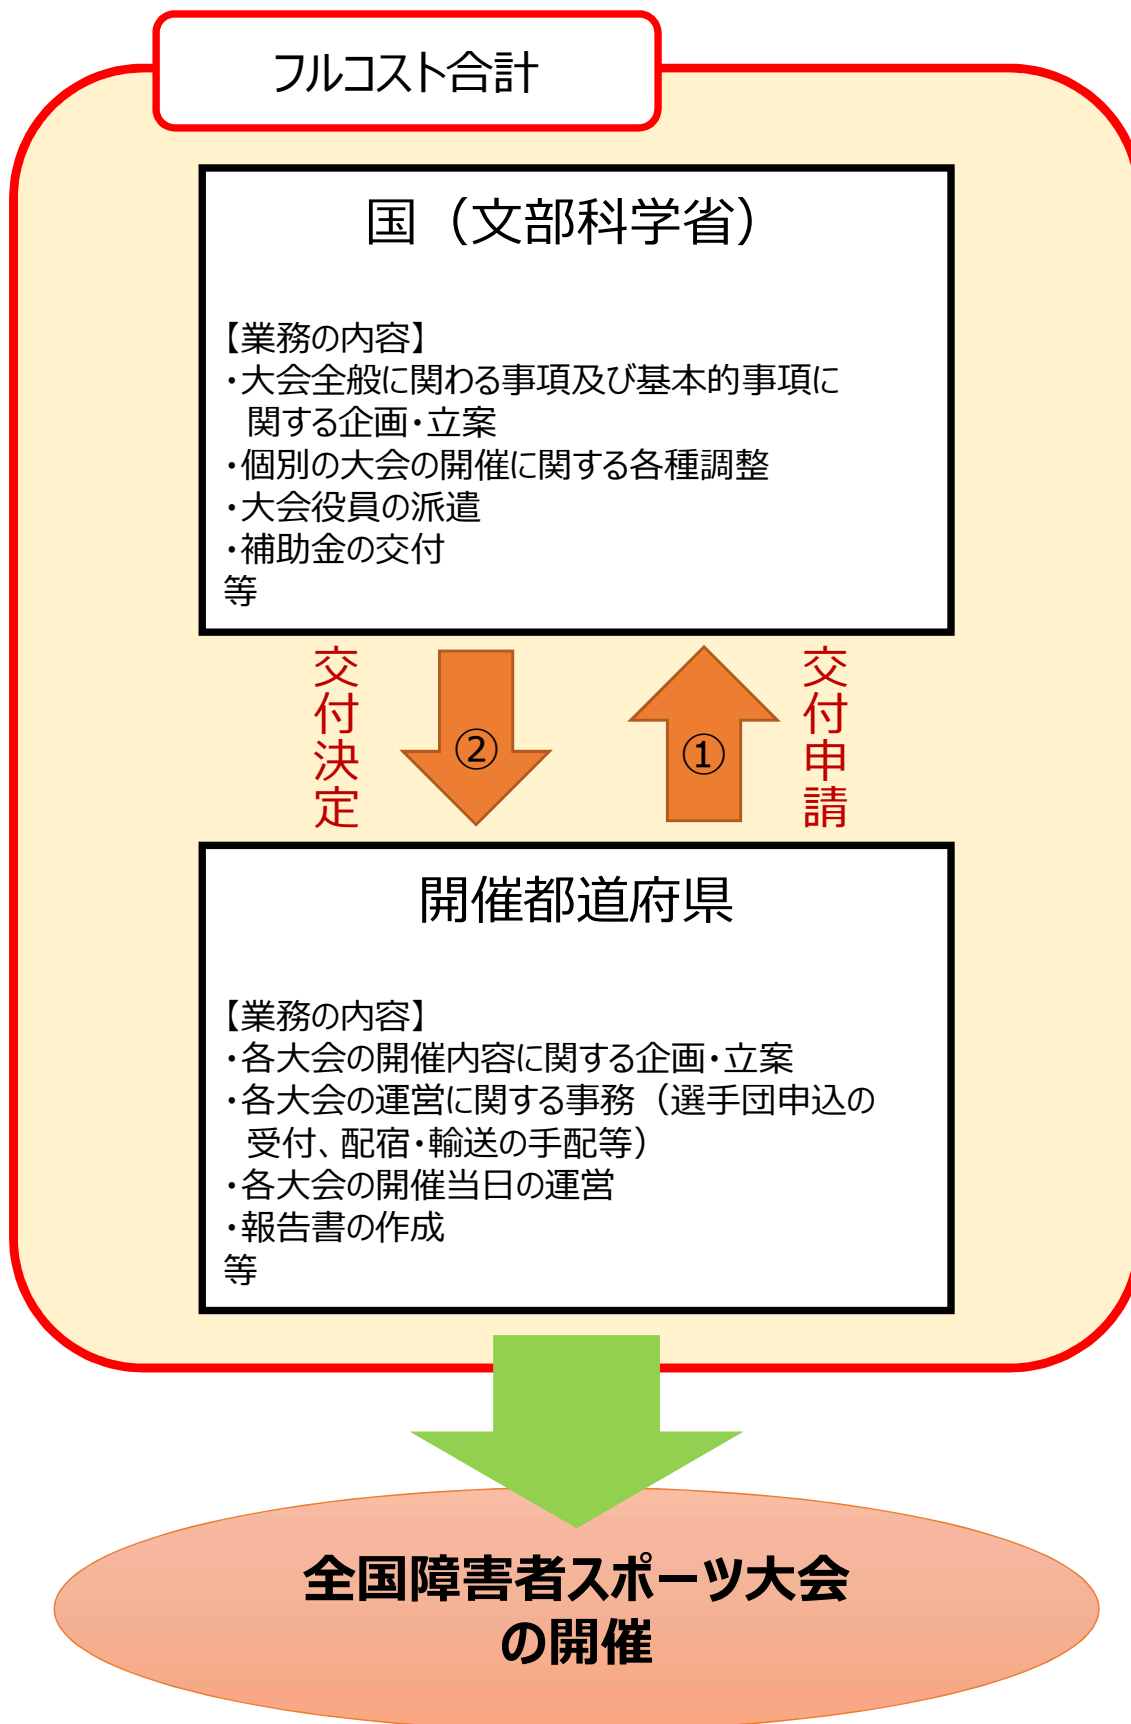 フルコスト合計
国（文部科学省）
【業務の内容】
・大会全般に関わる事項及び基本的事項に
関する企画・立案
・個別の大会の開催に関する各種調整
・大会役員の派遣
・補助金の交付
等
交付決定
②
①
交付申請
開催都道府県
【業務の内容】
・各大会の開催内容に関する企画・立案
・各大会の運営に関する事務（選手団申込の
受付、配宿・輸送の手配等）
・各大会の開催当日の運営
・報告書の作成
等
全国障害者スポーツ大会
の開催